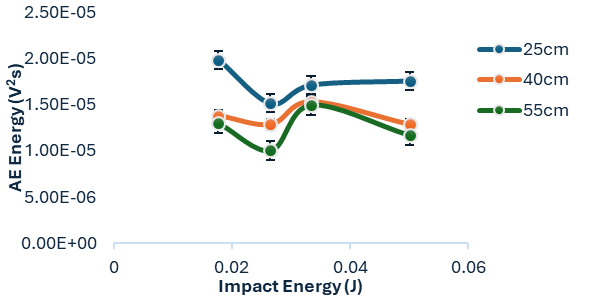 2.50E-05
2.00E-05
1.50E-05
1.00E-05
5.00E-06
0.00E+00
AE Energy (V²s)
0
0.02
0.04
0.06
Impact Energy (J)
25cm
40cm
55cm